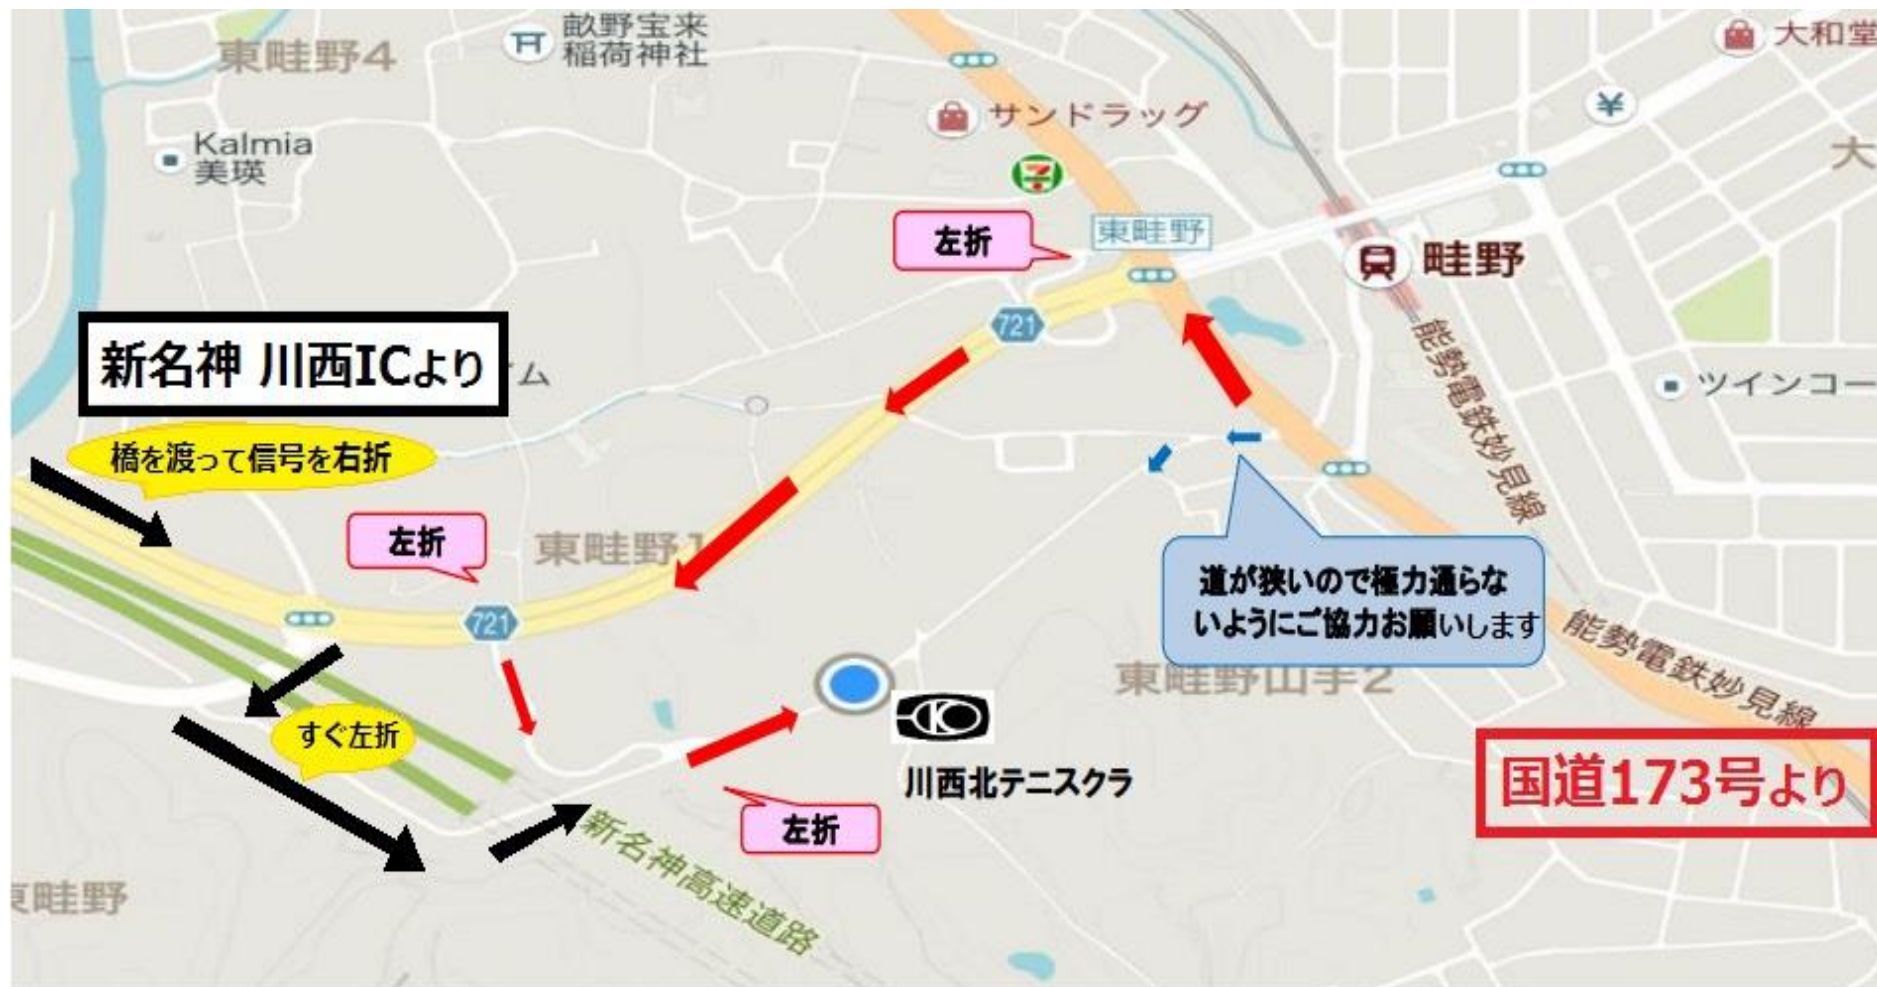 東畦野4
畝野宝来
稲荷神社
大和堂
サンドラッグ
¥
Kalmia
美瑛
大
7
左折
東畦野
畦野
721
新名神 川西ICより
イム
能勢電鉄妙見線
ツインコー
橋を渡って信号を右折
左折
東畦野1
道が狭いので極力通らな
いようにご協力お願いします
721
能勢電鉄妙見線
東畦野山手2
すぐ左折
川西北テニスクラ
国道173号より
左折
新名神高速道路
東畦野